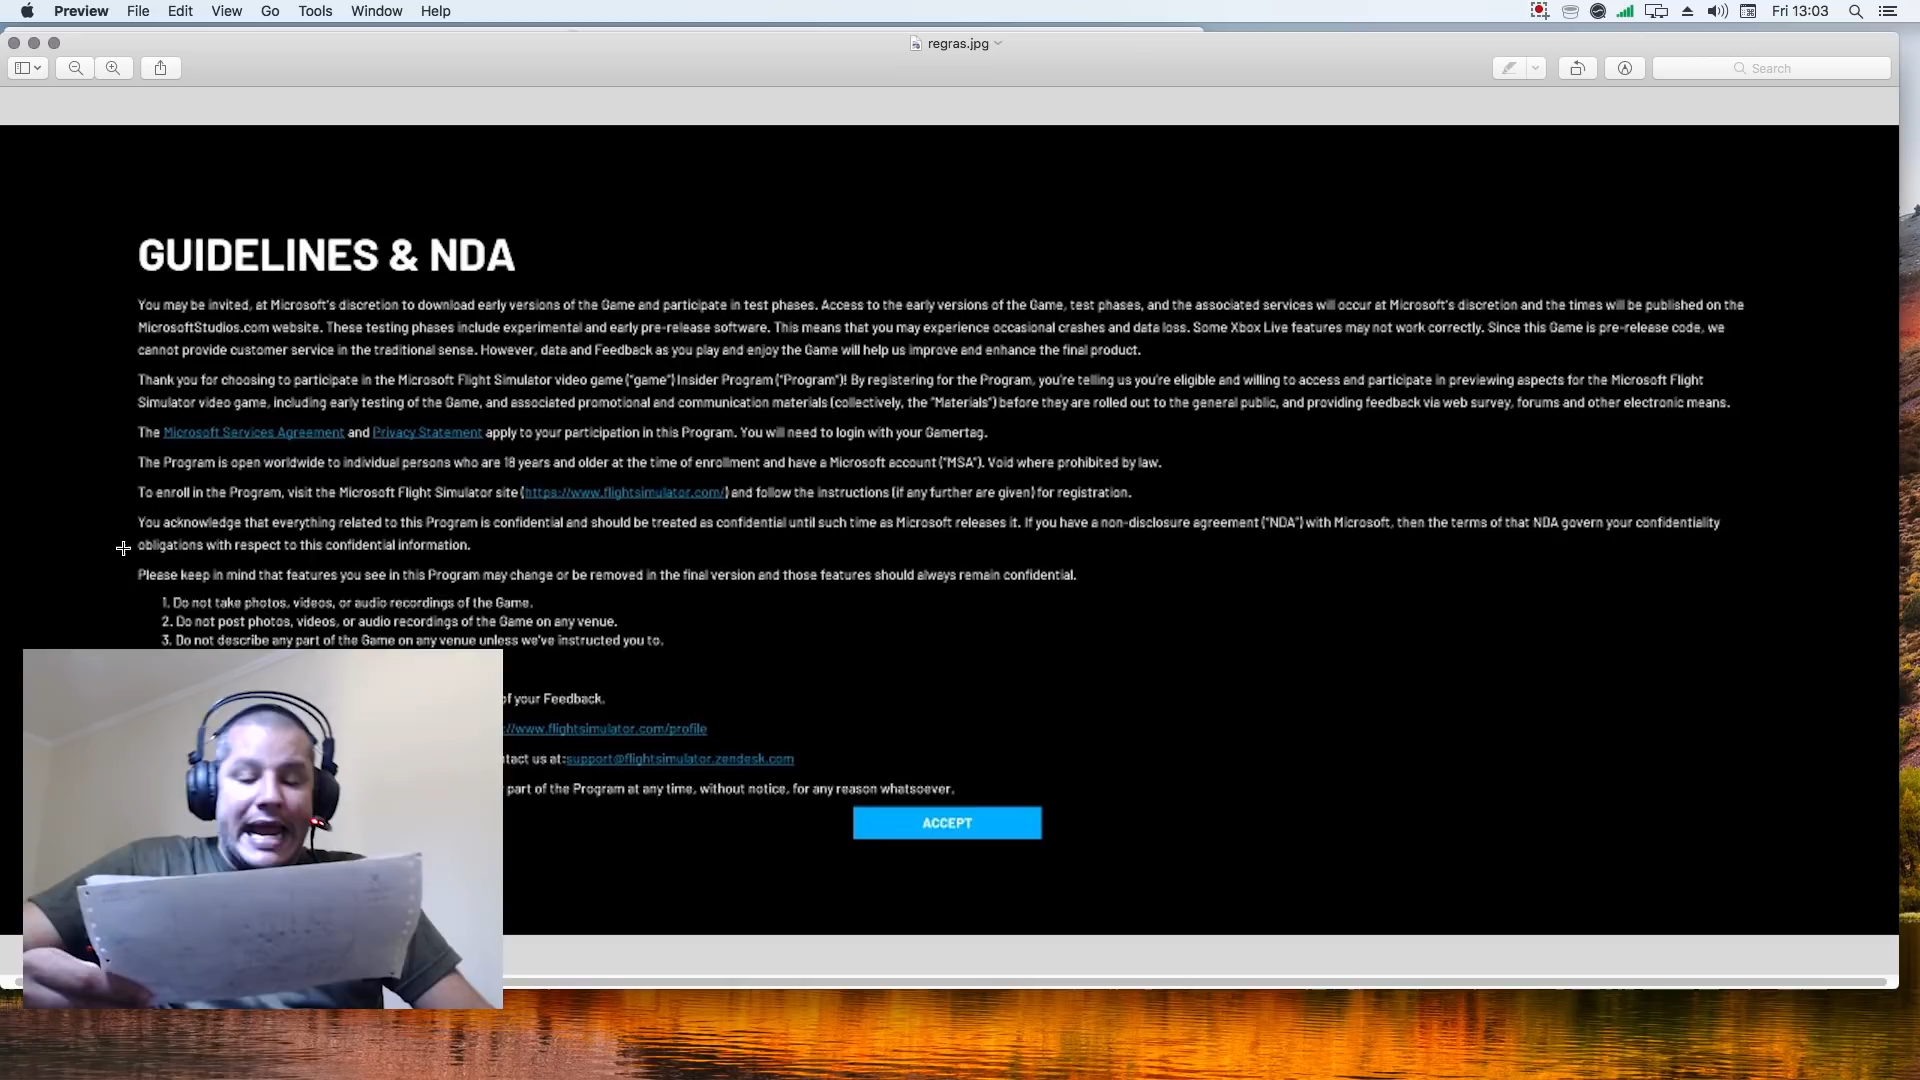 Preview File Edit View Go Tools Window Help Fri 13:03
regras.jpg
Search
GUIDELINES & NDA
You may be invited, at Microsoft's discretion to download early versions of the Game and participate in test phases. Access to the early versions of the Game, test phases, and the associated services will occur at Microsoft's discretion and the times will be published on the
MicrosoftStudios.com website. These testing phases include experimental and early pre-release software. This means that you may experience occasional crashes and data loss. Some Xbox Live features may not work correctly. Since this Game is pre-release code, we
cannot provide customer service in the traditional sense. However, data and Feedback as you play and enjoy the Game will help us improve and enhance the final product.
Thank you for choosing to participate in the Microsoft Flight Simulator video game ("game") Insider Program ("Program")! By registering for the Program, you're telling us you're eligible and willing to access and participate in previewing aspects for the Microsoft Flight
Simulator video game, including early testing of the Game, and associated promotional and communication materials (collectively, the "Materials") before they are rolled out to the general public, and providing feedback via web survey, forums and other electronic means.
The Microsoft Services Agreement and Privacy Statement apply to your participation in this Program. You will need to login with your Gamertag.
The Program is open worldwide to individual persons who are 18 years and older at the time of enrollment and have a Microsoft account ("MSA"). Void where prohibited by law.
To enroll in the Program, visit the Microsoft Flight Simulator site (https://www.flightsimulator.com/) and follow the instructions (if any further are given) for registration.
You acknowledge that everything related to this Program is confidential and should be treated as confidential until such time as Microsoft releases it. If you have a non-disclosure agreement ("NDA") with Microsoft, then the terms of that NDA govern your confidentiality
obligations with respect to this confidential information.
Please keep in mind that features you see in this Program may change or be removed in the final version and those features should always remain confidential.
1. Do not take photos, videos, or audio recordings of the Game.
2. Do not post photos, videos, or audio recordings of the Game on any venue.
3. Do not describe any part of the Game on any venue unless we've instructed you to.
of your Feedback.
://www.flightsimulator.com/profile
tact us at:support@flightsimulator.zendesk.com
part of the Program at any time, without notice, for any reason whatsoever.
ACCEPT